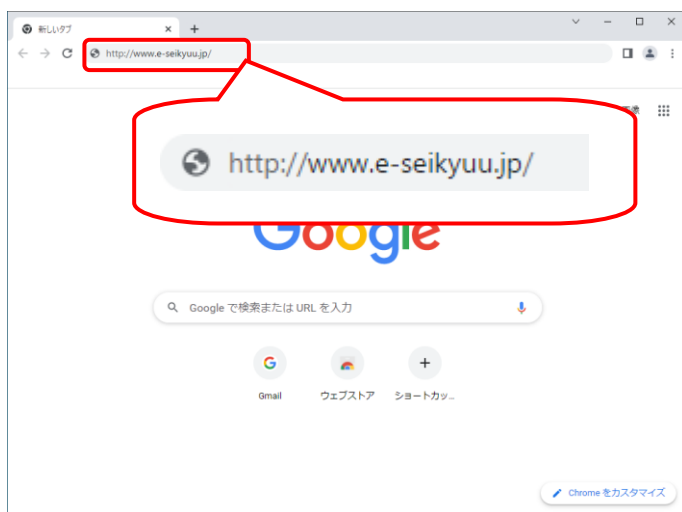 新しいタブ
http://www.e-seikyuu.jp/
http://www.e-seikyuu.jp/
Google
Google で検索または URL を入力
Gmail
ウェブストア
ショートカッ...
Chrome をカスタマイズ